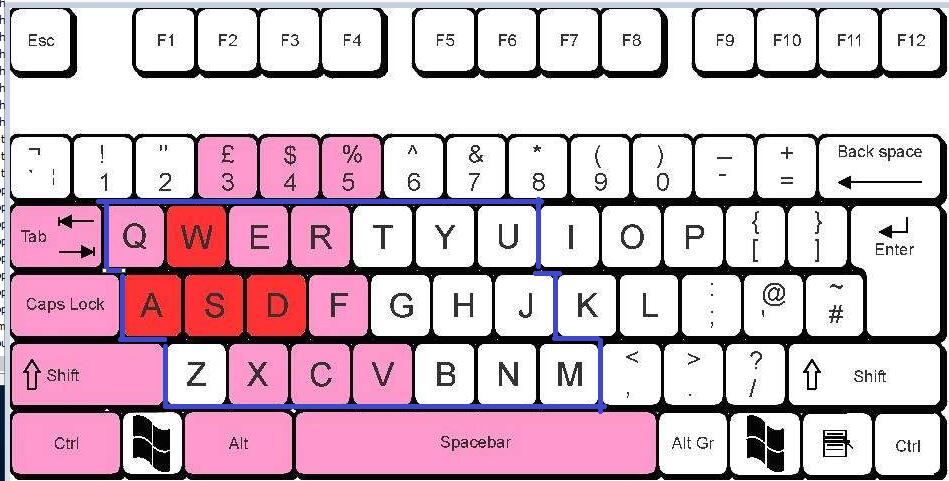 Esc F1 F2 F3 F4 F5 F6 F7 F8 F9 F10 F11 F12
¬ ! " £ $ % ^ & * ( ) _ + Back space
` ¦ 1 2 3 4 5 6 7 8 9 0 - =
Tab Q W E R T Y U I O P { [ } ] Enter
Caps Lock A S D F G H J K L : ; @ ' ~ #
Shift Z X C V B N M < , > . ? / Shift
Ctrl Alt Spacebar Alt Gr Ctrl